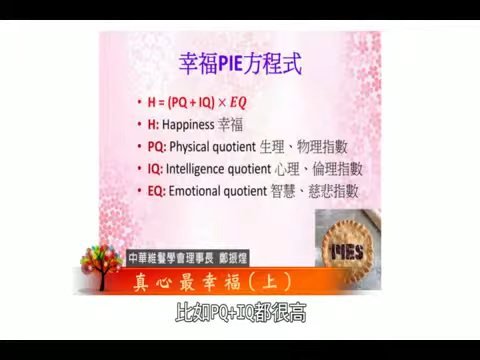 幸福PIE方程式
• H = (PQ + IQ) × EQ
• H: Happiness 幸福
• PQ: Physical quotient 生理、物理指數
• IQ: Intelligence quotient 心理、倫理指數
• EQ: Emotional quotient 智慧、慈悲指數
PIES
中華維鬘學會理事長 鄭振煌
真心最幸福(上)
比如PQ+IQ都很高